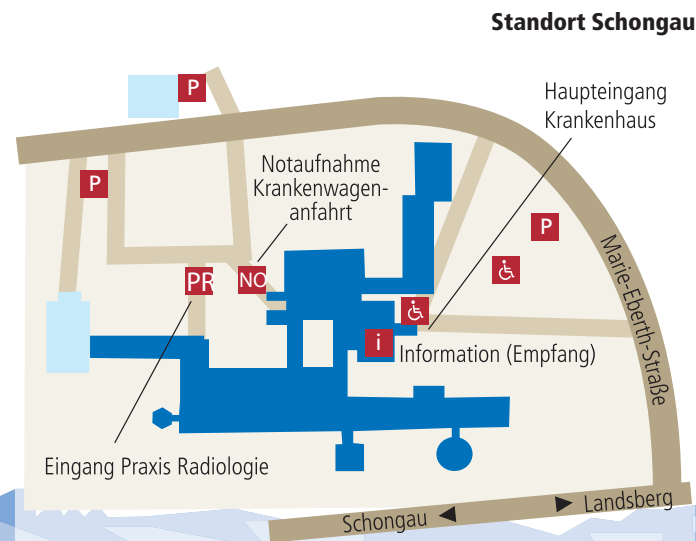 Standort Schongau
P
Haupteingang
Krankenhaus
Notaufnahme
Krankenwagen-
anfahrt
P
P
PR
NO
Marie-Eberth-Straße
i
Information (Empfang)
Eingang Praxis Radiologie
Schongau
Landsberg